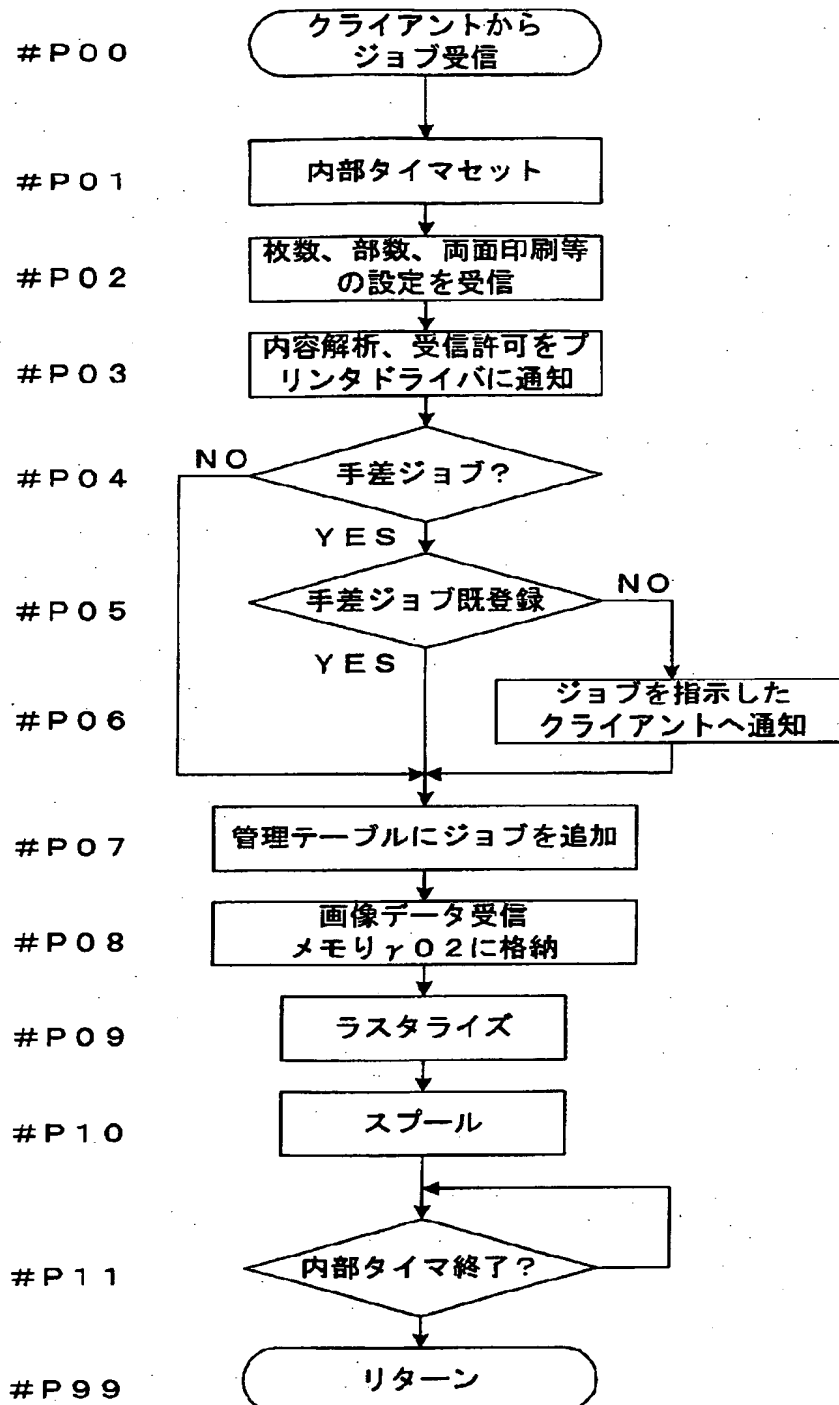 #P00
クライアントから
ジョブ受信
#P01
内部タイマセット
#P02
枚数、部数、両面印刷等
の設定を受信
#P03
内容解析、受信許可をプ
リンタドライバに通知
#P04
NO
手差ジョブ?
YES
#P05
手差ジョブ既登録
NO
YES
#P06
ジョブを指示した
クライアントへ通知
#P07
管理テーブルにジョブを追加
#P08
画像データ受信
メモリγ02に格納
#P09
ラスタライズ
#P10
スプール
#P11
内部タイマ終了?
#P99
リターン